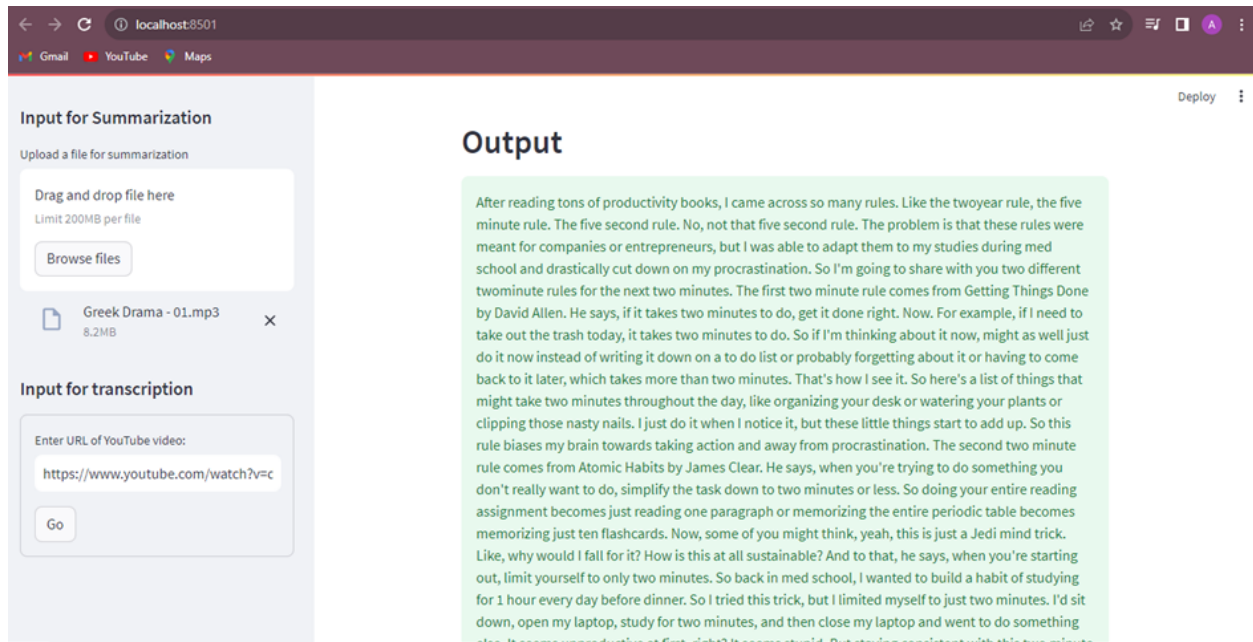 localhost:8501
Gmail YouTube Maps
Deploy
Input for Summarization
Upload a file for summarization
Drag and drop file here
Limit 200MB per file
Browse files
Greek Drama - 01.mp3
8.2MB
Input for transcription
Enter URL of YouTube video:
https://www.youtube.com/watch?v=c
Go
Output
After reading tons of productivity books, I came across so many rules. Like the twoyear rule, the five
minute rule. The five second rule. No, not that five second rule. The problem is that these rules were
meant for companies or entrepreneurs, but I was able to adapt them to my studies during med
school and drastically cut down on my procrastination. So I'm going to share with you two different
twominute rules for the next two minutes. The first two minute rule comes from Getting Things Done
by David Allen. He says, if it takes two minutes to do, get it done right. Now. For example, if I need to
take out the trash today, it takes two minutes to do. So if I'm thinking about it now, might as well just
do it now instead of writing it down on a to do list or probably forgetting about it or having to come
back to it later, which takes more than two minutes. That's how I see it. So here's a list of things that
might take two minutes throughout the day, like organizing your desk or watering your plants or
clipping those nasty nails. I just do it when I notice it, but these little things start to add up. So this
rule biases my brain towards taking action and away from procrastination. The second two minute
rule comes from Atomic Habits by James Clear. He says, when you're trying to do something you
don't really want to do, simplify the task down to two minutes or less. So doing your entire reading
assignment becomes just reading one paragraph or memorizing the entire periodic table becomes
memorizing just ten flashcards. Now, some of you might think, yeah, this is just a Jedi mind trick.
Like, why would I fall for it? How is this at all sustainable? And to that, he says, when you're starting
out, limit yourself to only two minutes. So back in med school, I wanted to build a habit of studying
for 1 hour every day before dinner. So I tried this trick, but I limited myself to just two minutes. I'd sit
down, open my laptop, study for two minutes, and then close my laptop and went to do something
else. It seems unproductive at first, right? It seems stupid. But staying consistent with this two minute